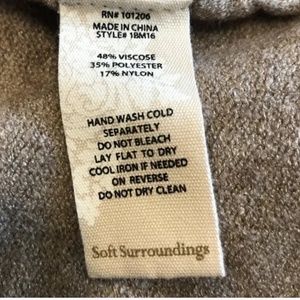 RN# 101206
MADE IN CHINA
STYLE# 1BM16
48% VISCOSE
35% POLYESTER
17% NYLON
HAND WASH COLD
SEPARATELY
DO NOT BLEACH
LAY FLAT TO DRY
COOL IRON IF NEEDED
ON REVERSE
DO NOT DRY CLEAN
Soft Surroundings